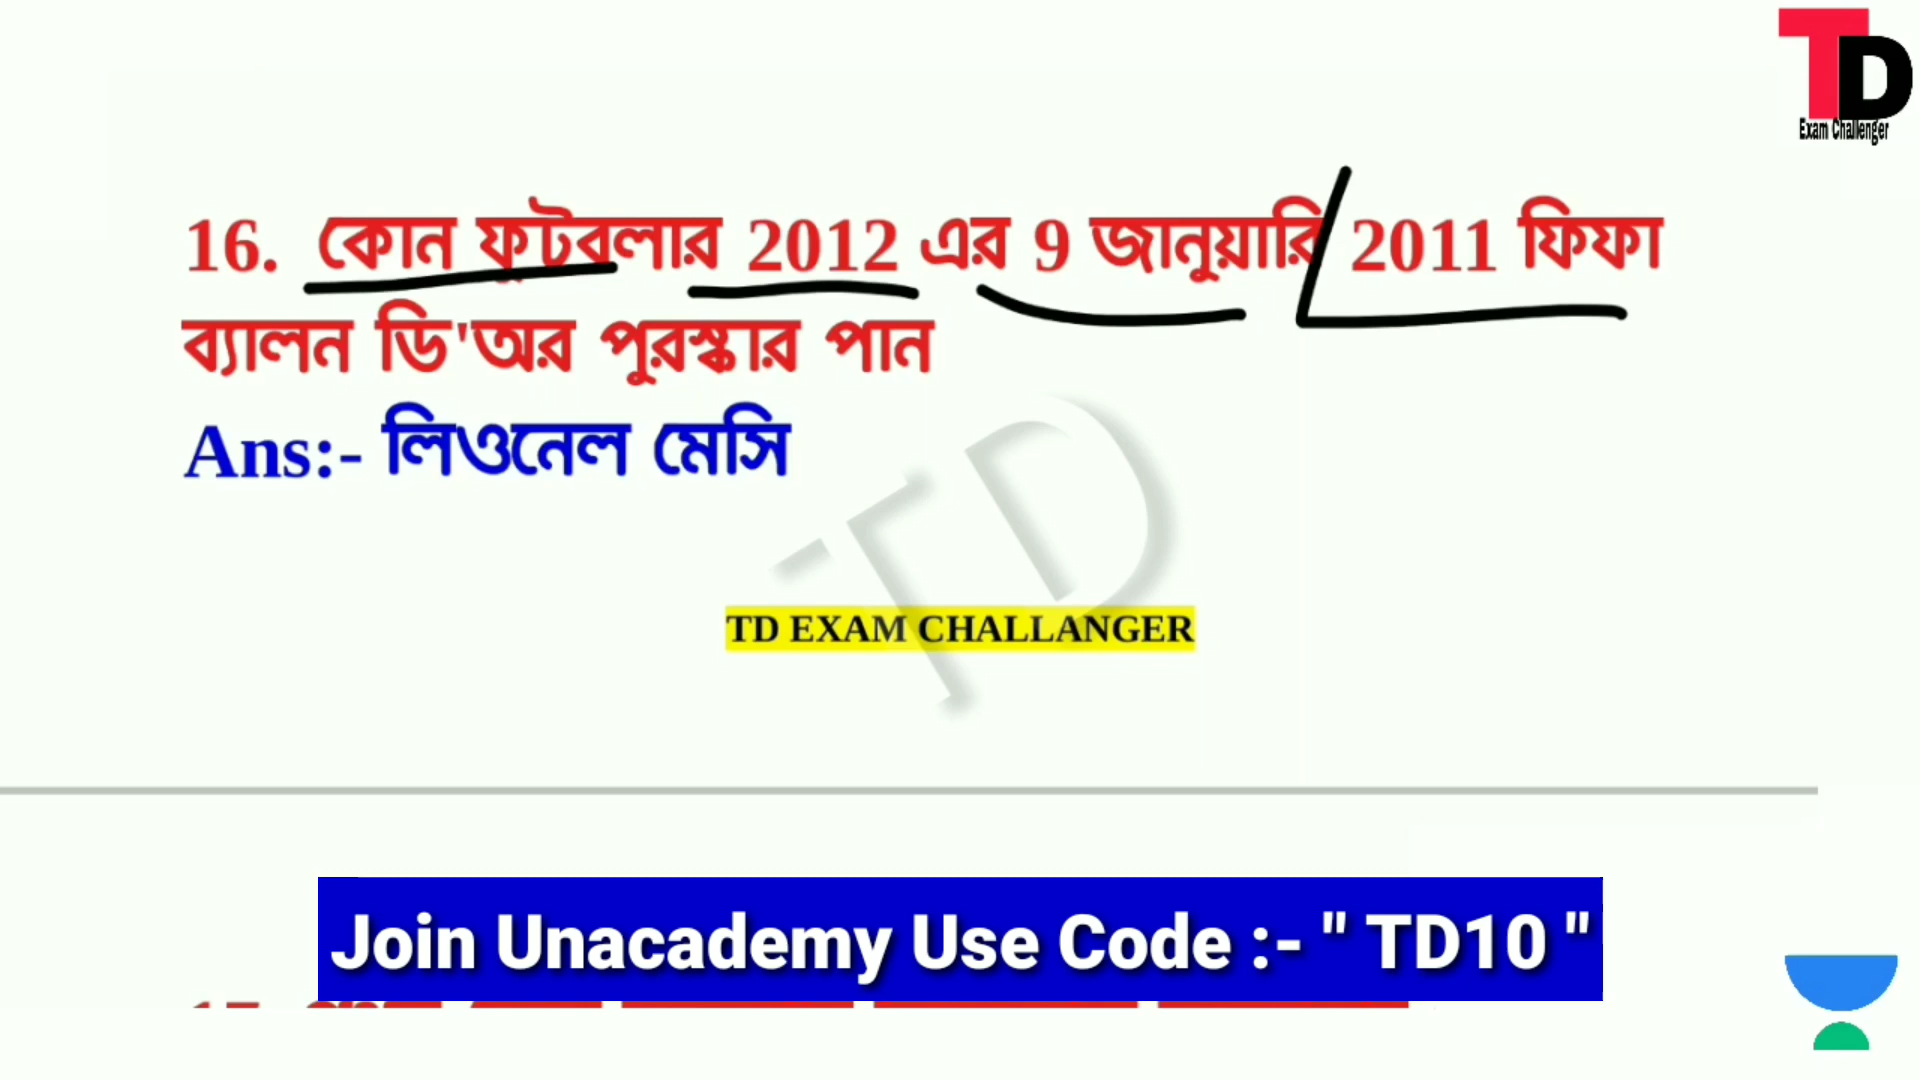 TD
Exam Challenger
16. কোন ফুটবলার 2012 এর 9 জানুয়ারি 2011 ফিফা
ব্যালন ডি'অর পুরস্কার পান
Ans:- লিওনেল মেসি
TD
TD EXAM CHALLANGER
Join Unacademy Use Code :- " TD10 "